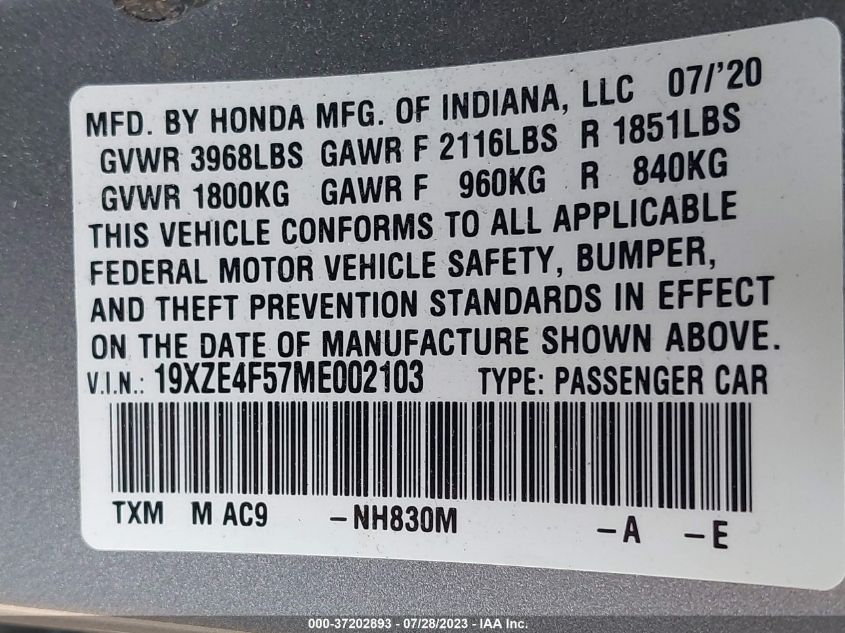 MFD. BY HONDA MFG. OF INDIANA, LLC 07/'20
GVWR 3968LBS GAWR F 2116LBS R 1851LBS
GVWR 1800KG GAWR F 960KG R 840KG
THIS VEHICLE CONFORMS TO ALL APPLICABLE
FEDERAL MOTOR VEHICLE SAFETY, BUMPER,
AND THEFT PREVENTION STANDARDS IN EFFECT
ON THE DATE OF MANUFACTURE SHOWN ABOVE.
V.I.N.: 19XZE4F57ME002103 TYPE: PASSENGER CAR
TXM M AC9 -NH830M -A -E
000-37202893 - 07/28/2023 - IAA Inc.